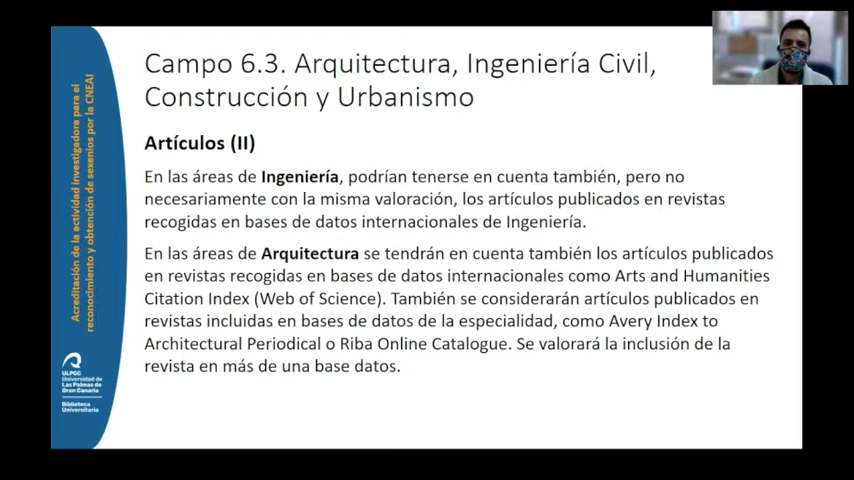 Campo 6.3. Arquitectura, Ingeniería Civil,
Construcción y Urbanismo
Artículos (II)
En las áreas de Ingeniería, podrían tenerse en cuenta también, pero no
necesariamente con la misma valoración, los artículos publicados en revistas
recogidas en bases de datos internacionales de Ingeniería.
En las áreas de Arquitectura se tendrán en cuenta también los artículos publicados
en revistas recogidas en bases de datos internacionales como Arts and Humanities
Citation Index (Web of Science). También se considerarán artículos publicados en
revistas incluidas en bases de datos de la especialidad, como Avery Index to
Architectural Periodical o Riba Online Catalogue. Se valorará la inclusión de la
revista en más de una base datos.
Acreditación de la actividad investigadora para el
reconocimiento y obtención de sexenios por la CNEAI
ULPGC
Universidad de
Las Palmas de
Gran Canaria
Biblioteca
Universitaria